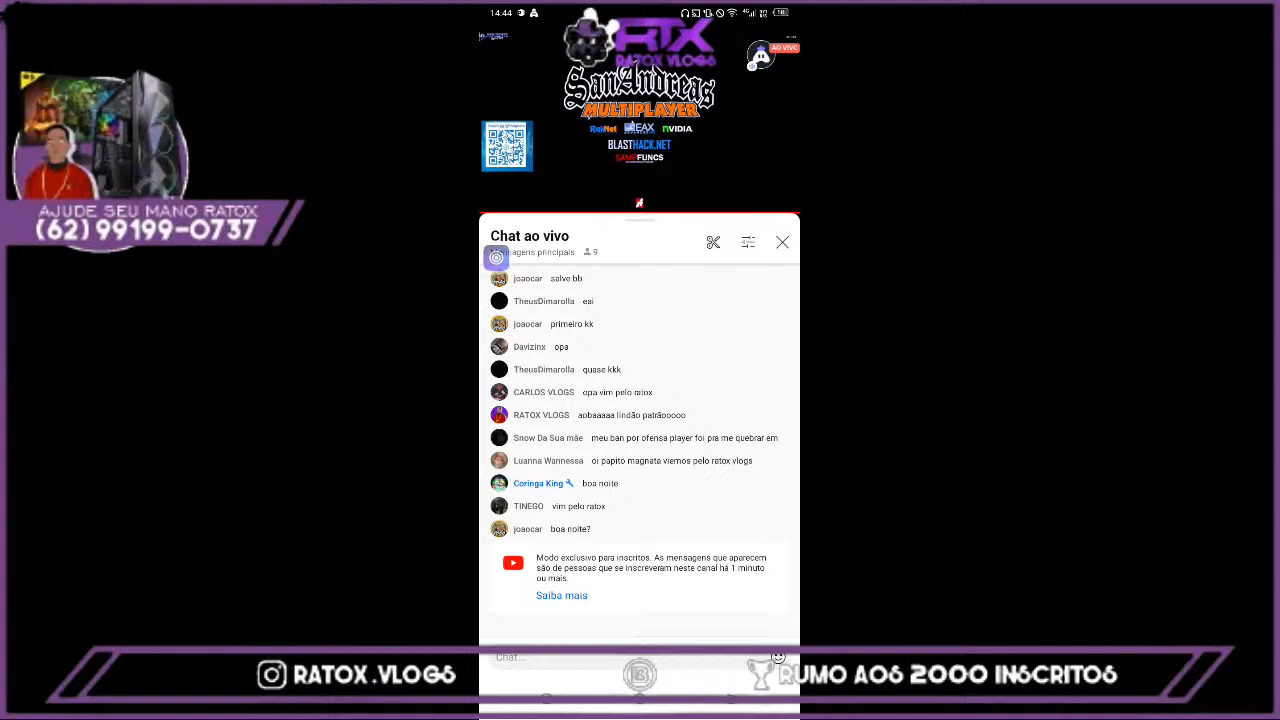 14:44
58
RTX
RATOX VLOGS
AO VIVO
San Andreas
MULTIPLAYER
EAX
NVIDIA
BLASTHACK.NET
SAMPFUNCS
AJUDE SEU MANO RATOX
(62) 99199-0737
Chat ao vivo
agens principais 9
joaocar salve bb
TheusDimarolla eai
joaocar primeiro kk
Davizinx opa
TheusDimarolla quase kkk
CARLOS VLOGS opa vim pelo ratox
RATOX VLOGS aobaaaaa lindão patrãooooo
Snow Da Sua mãe meu ban por ofensa player foi pra me quebrar em
Luanna Wannessa oi papito magnata viemos pelo ratox vlogs
Coringa King boa noite
TINEGO vim pelo ratox
joaocar boa noite?
Modo exclusivo para inscritos. As mensagens que aparecem
são de pessoas que se inscreveram neste canal há 1 minuto
ou mais.
Saiba mais
Chat...
RATOX.VLOGS
RUMO AOS 2000 INSCRITOS